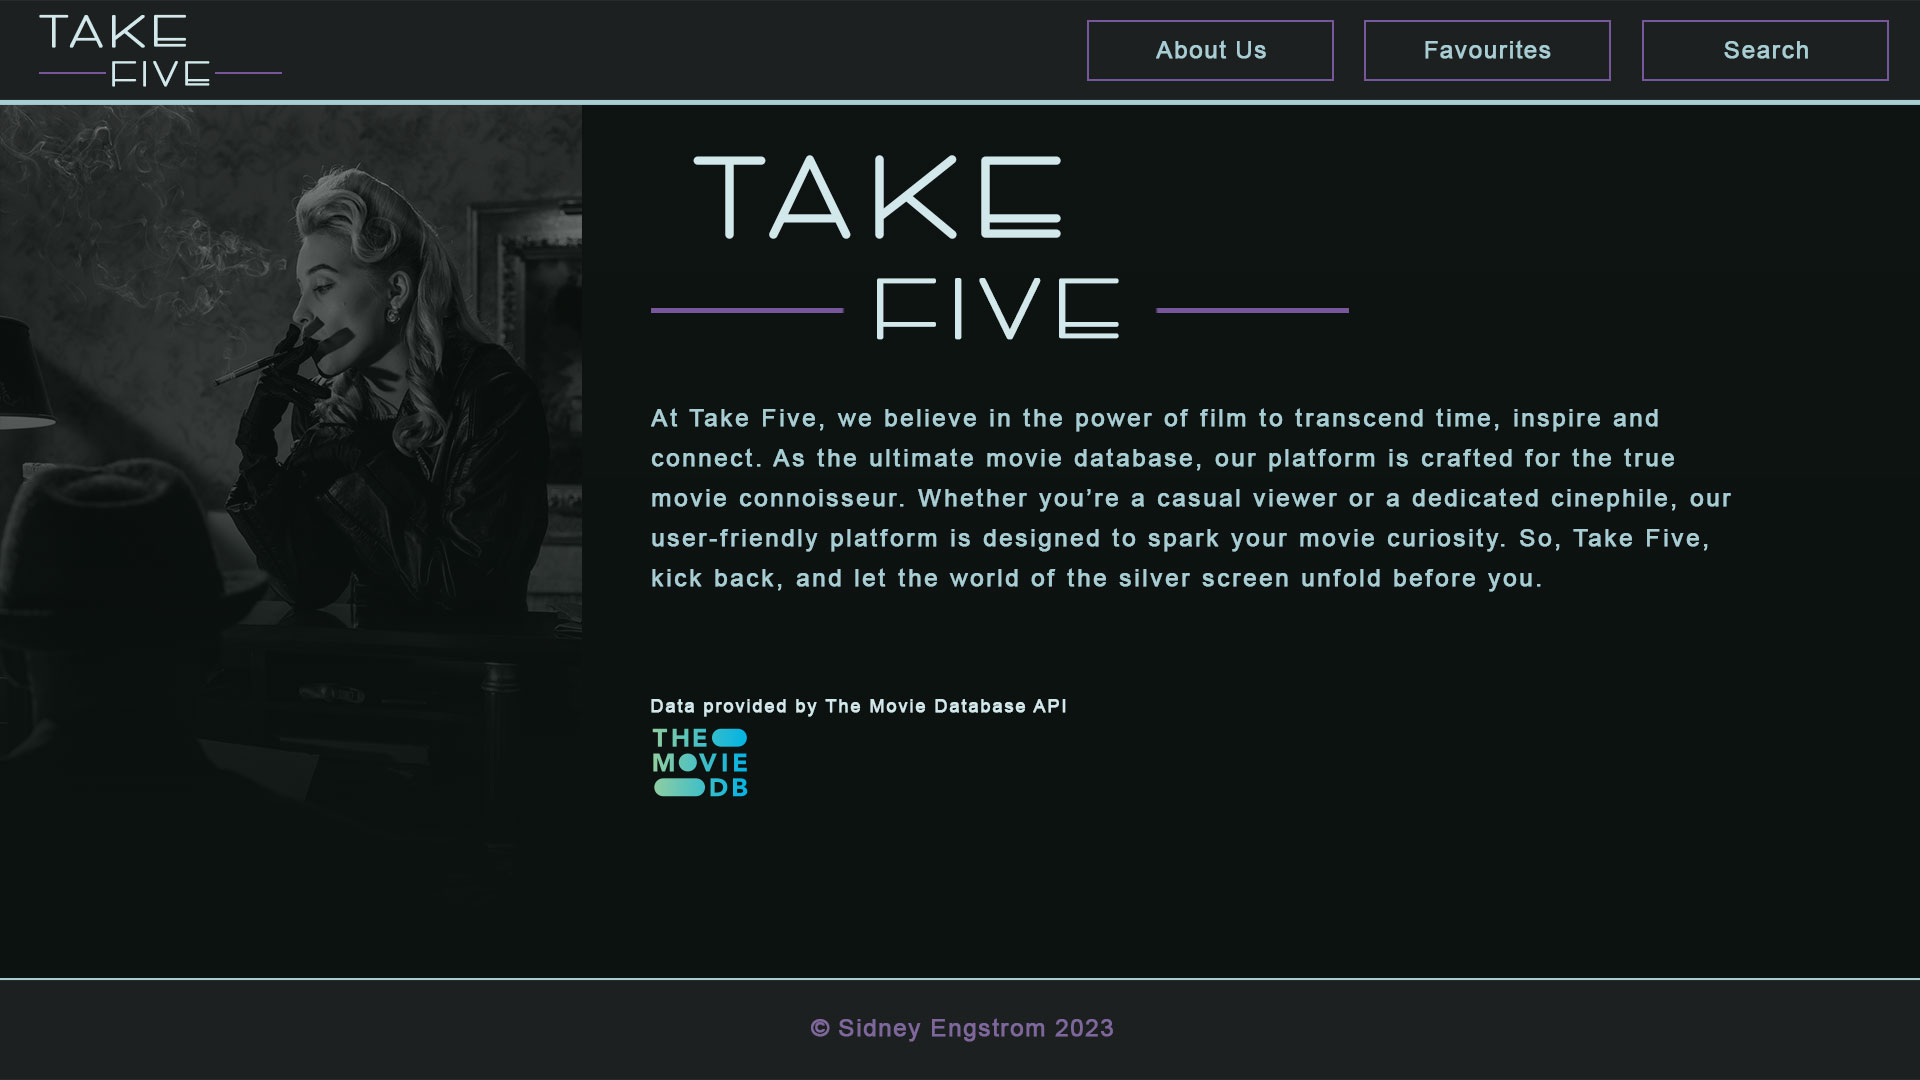 TAKE
FIVE
About Us
Favourites
Search
TAKE
FIVE
At Take Five, we believe in the power of film to transcend time, inspire and
connect. As the ultimate movie database, our platform is crafted for the true
movie connoisseur. Whether you’re a casual viewer or a dedicated cinephile, our
user-friendly platform is designed to spark your movie curiosity. So, Take Five,
kick back, and let the world of the silver screen unfold before you.
Data provided by The Movie Database API
THE
MOVIE
DB
© Sidney Engstrom 2023